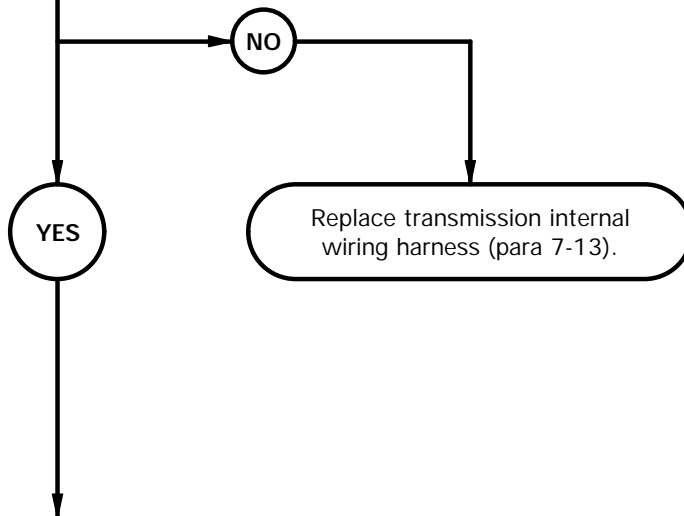 NO
YES
Replace transmission internal
wiring harness (para 7-13).